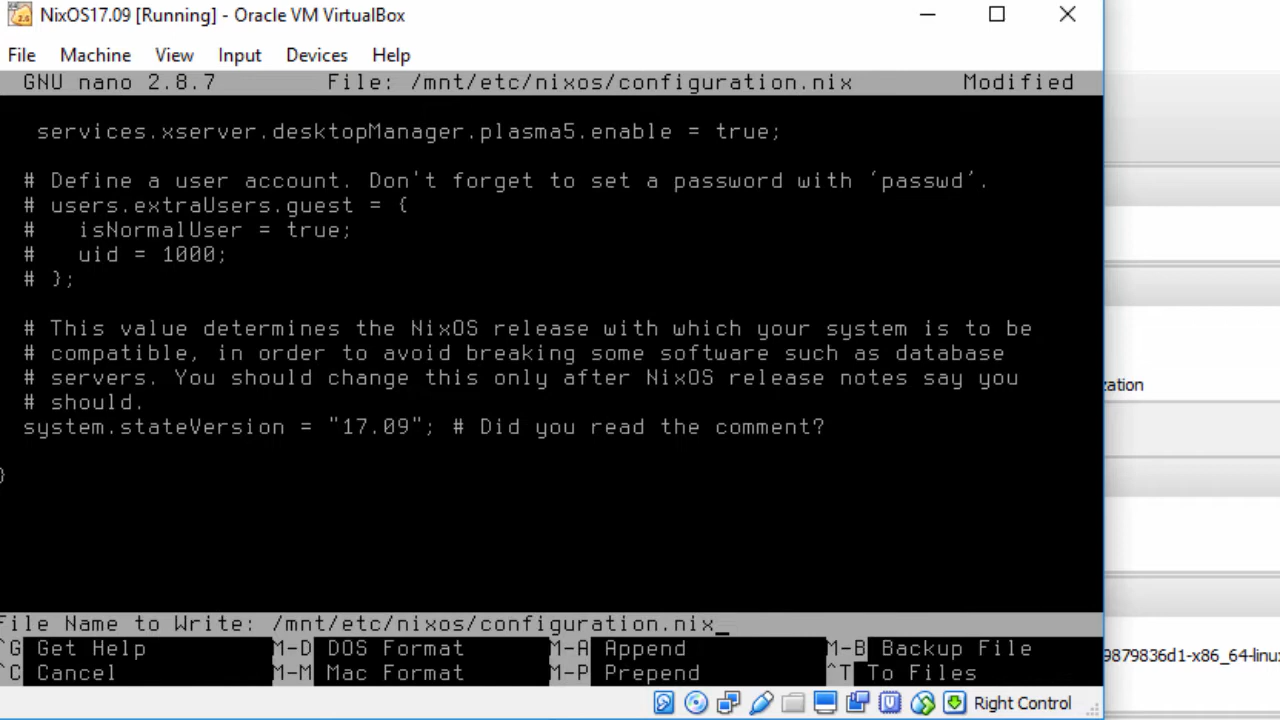 NixOS17.09 [Running] - Oracle VM VirtualBox
File Machine View Input Devices Help
GNU nano 2.8.7 File: /mnt/etc/nixos/configuration.nix Modified
services.xserver.desktopManager.plasma5.enable = true;
# Define a user account. Don't forget to set a password with ‘passwd’.
# users.extraUsers.guest = {
#   isNormalUser = true;
#   uid = 1000;
# };
# This value determines the NixOS release with which your system is to be
# compatible, in order to avoid breaking some software such as database
# servers. You should change this only after NixOS release notes say you
# should.
system.stateVersion = "17.09"; # Did you read the comment?
}
File Name to Write: /mnt/etc/nixos/configuration.nix
^G Get Help M-D DOS Format M-A Append M-B Backup File
^C Cancel M-M Mac Format M-P Prepend ^T To Files
Right Control
zation
9879836d1-x86_64-linux